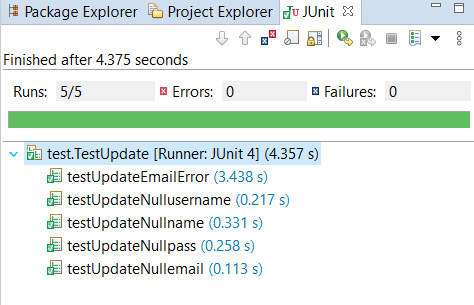 Package Explorer Project Explorer JUnit
Finished after 4.375 seconds
Runs: 5/5 Errors: 0 Failures: 0
test.TestUpdate [Runner: JUnit 4] (4.357 s)
testUpdateEmailError (3.438 s)
testUpdateNullusername (0.217 s)
testUpdateNullname (0.331 s)
testUpdateNullpass (0.258 s)
testUpdateNullemail (0.113 s)